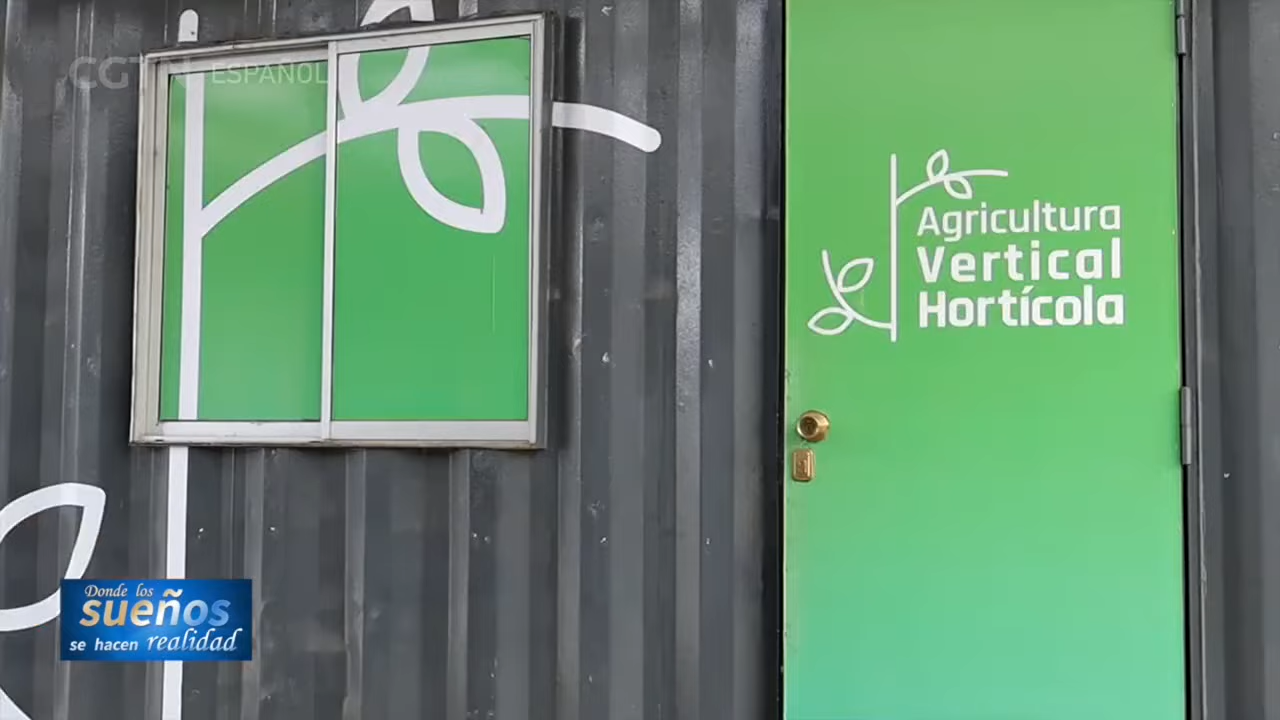 CGTN ESPAÑOL
Agricultura
Vertical
Hortícola
Donde los
sueños
se hacen realidad